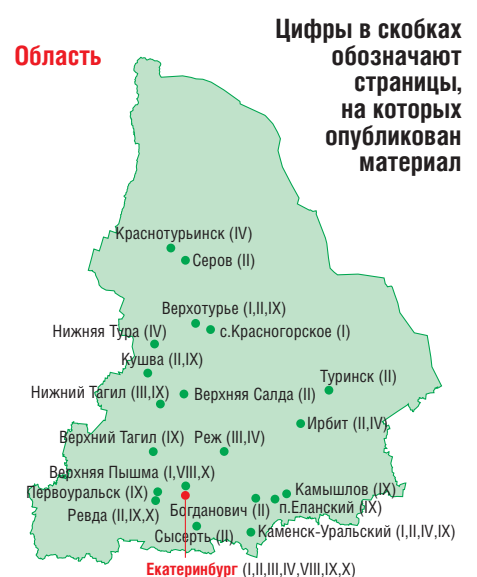 Область
Цифры в скобках
обозначают
страницы,
на которых
опубликован
материал
Краснотурьинск (IV)
Серов (II)
Верхотурье (I,II,IX)
с.Красногорское (I)
Нижняя Тура (IV)
Кушва (II,IX)
Туринск (II)
Нижний Тагил (III,IX)
Верхняя Салда (II)
Ирбит (II,IV)
Верхний Тагил (IX)
Реж (III,IV)
Верхняя Пышма (I,VIII,X)
Первоуральск (IX)
Камышлов (IX)
Ревда (II,IX,X)
Богданович (II)
п.Еланский (IX)
Сысерть (II)
Каменск-Уральский (I,II,IV,IX)
Екатеринбург (I,II,III,IV,VIII,IX,X)